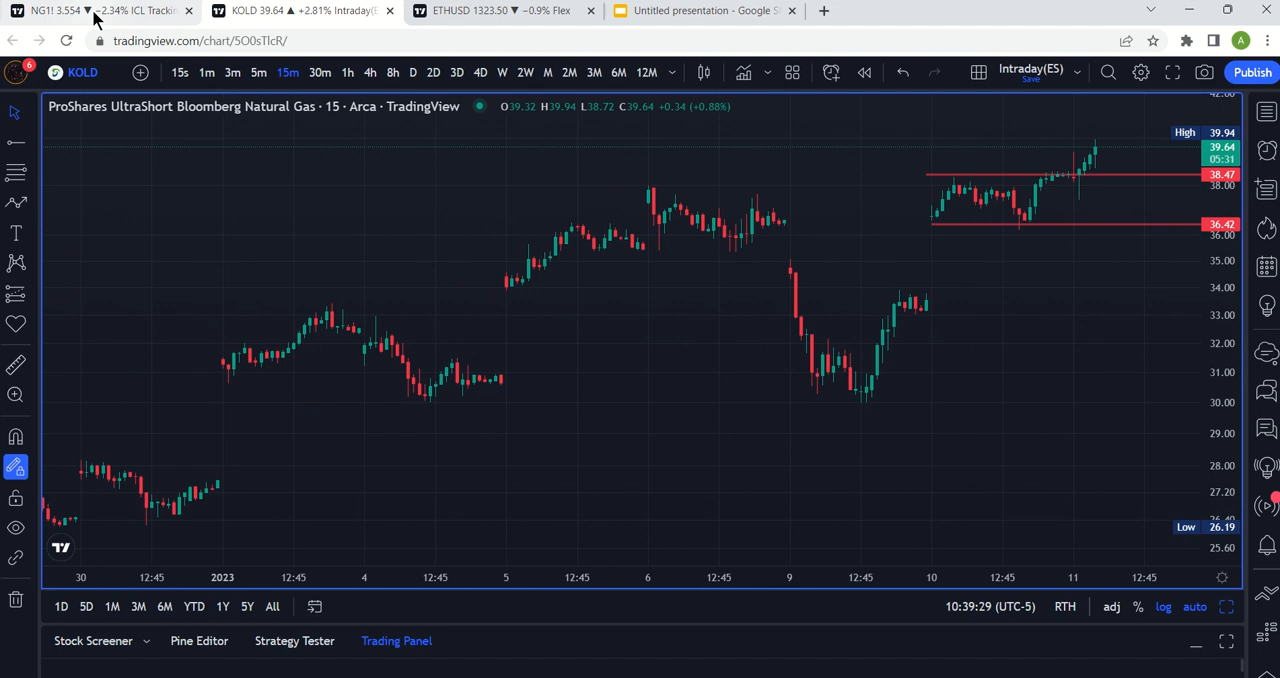 NG1! 3.554 ▼ −2.34% ICL Trackin
KOLD 39.64 ▲ +2.81% Intraday(E
ETHUSD 1323.50 ▼ −0.9% Flex
Untitled presentation - Google S
tradingview.com/chart/5O0sTlcR/
A
6
KOLD
15s 1m 3m 5m 15m 30m 1h 4h 8h D 2D 3D 4D W 2W M 2M 3M 6M 12M
Intraday(ES)
Save
Publish
ProShares UltraShort Bloomberg Natural Gas · 15 · Arca · TradingView
O39.32 H39.94 L38.72 C39.64 +0.34 (+0.88%)
42.00
High 39.94
39.64
05:31
38.47
38.00
36.42
36.00
35.00
34.00
33.00
32.00
31.00
30.00
29.00
28.00
27.20
26.40
Low 26.19
25.60
30 12:45 2023 12:45 4 12:45 5 12:45 6 12:45 9 12:45 10 12:45 11 12:45
1D 5D 1M 3M 6M YTD 1Y 5Y All
10:39:29 (UTC-5) RTH adj % log auto
Stock Screener Pine Editor Strategy Tester Trading Panel